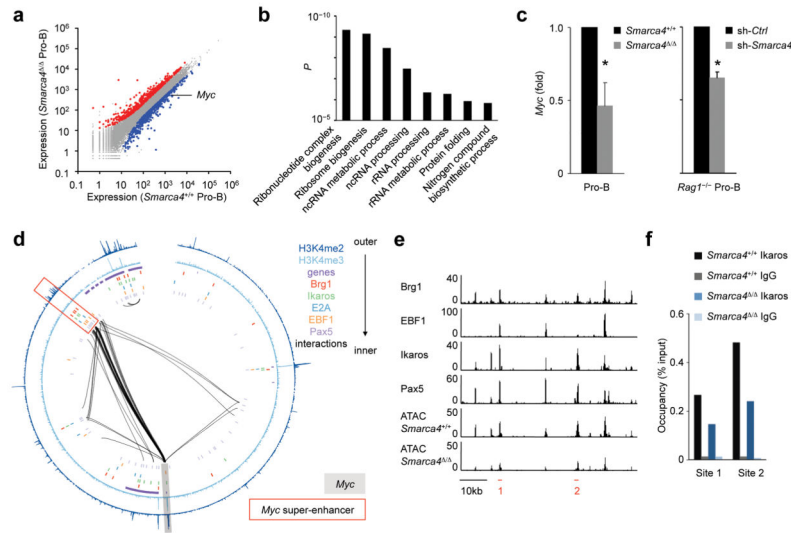 a
Expression (Smarca4Δ/Δ Pro-B)
10⁶
10⁵
10⁴
10³
10²
10
1
0.1
Myc
0.1 1 10 10² 10³ 10⁴ 10⁵ 10⁶
Expression (Smarca4+/+ Pro-B)
b
P
10⁻¹⁰
10⁻⁵
Ribonucleotide complex
biogenesis
Ribosome biogenesis
ncRNA metabolic process
ncRNA processing
rRNA processing
rRNA metabolic process
Protein folding
Nitrogen compound
biosynthetic process
c
Myc (fold)
1.0
0.5
0
*
Smarca4+/+
Smarca4Δ/Δ
Pro-B
*
sh-Ctrl
sh-Smarca4
Rag1−/− Pro-B
d
H3K4me2
H3K4me3
genes
Brg1
Ikaros
E2A
EBF1
Pax5
interactions
outer
inner
Myc
Myc super-enhancer
e
Brg1
40
0
EBF1
100
0
Ikaros
40
0
Pax5
40
0
ATAC
Smarca4+/+
50
0
ATAC
Smarca4Δ/Δ
50
0
10kb
1
2
f
Smarca4+/+ Ikaros
Smarca4+/+ IgG
Smarca4Δ/Δ Ikaros
Smarca4Δ/Δ IgG
Occupancy (% input)
0.6
0.4
0.2
0
Site 1 Site 2